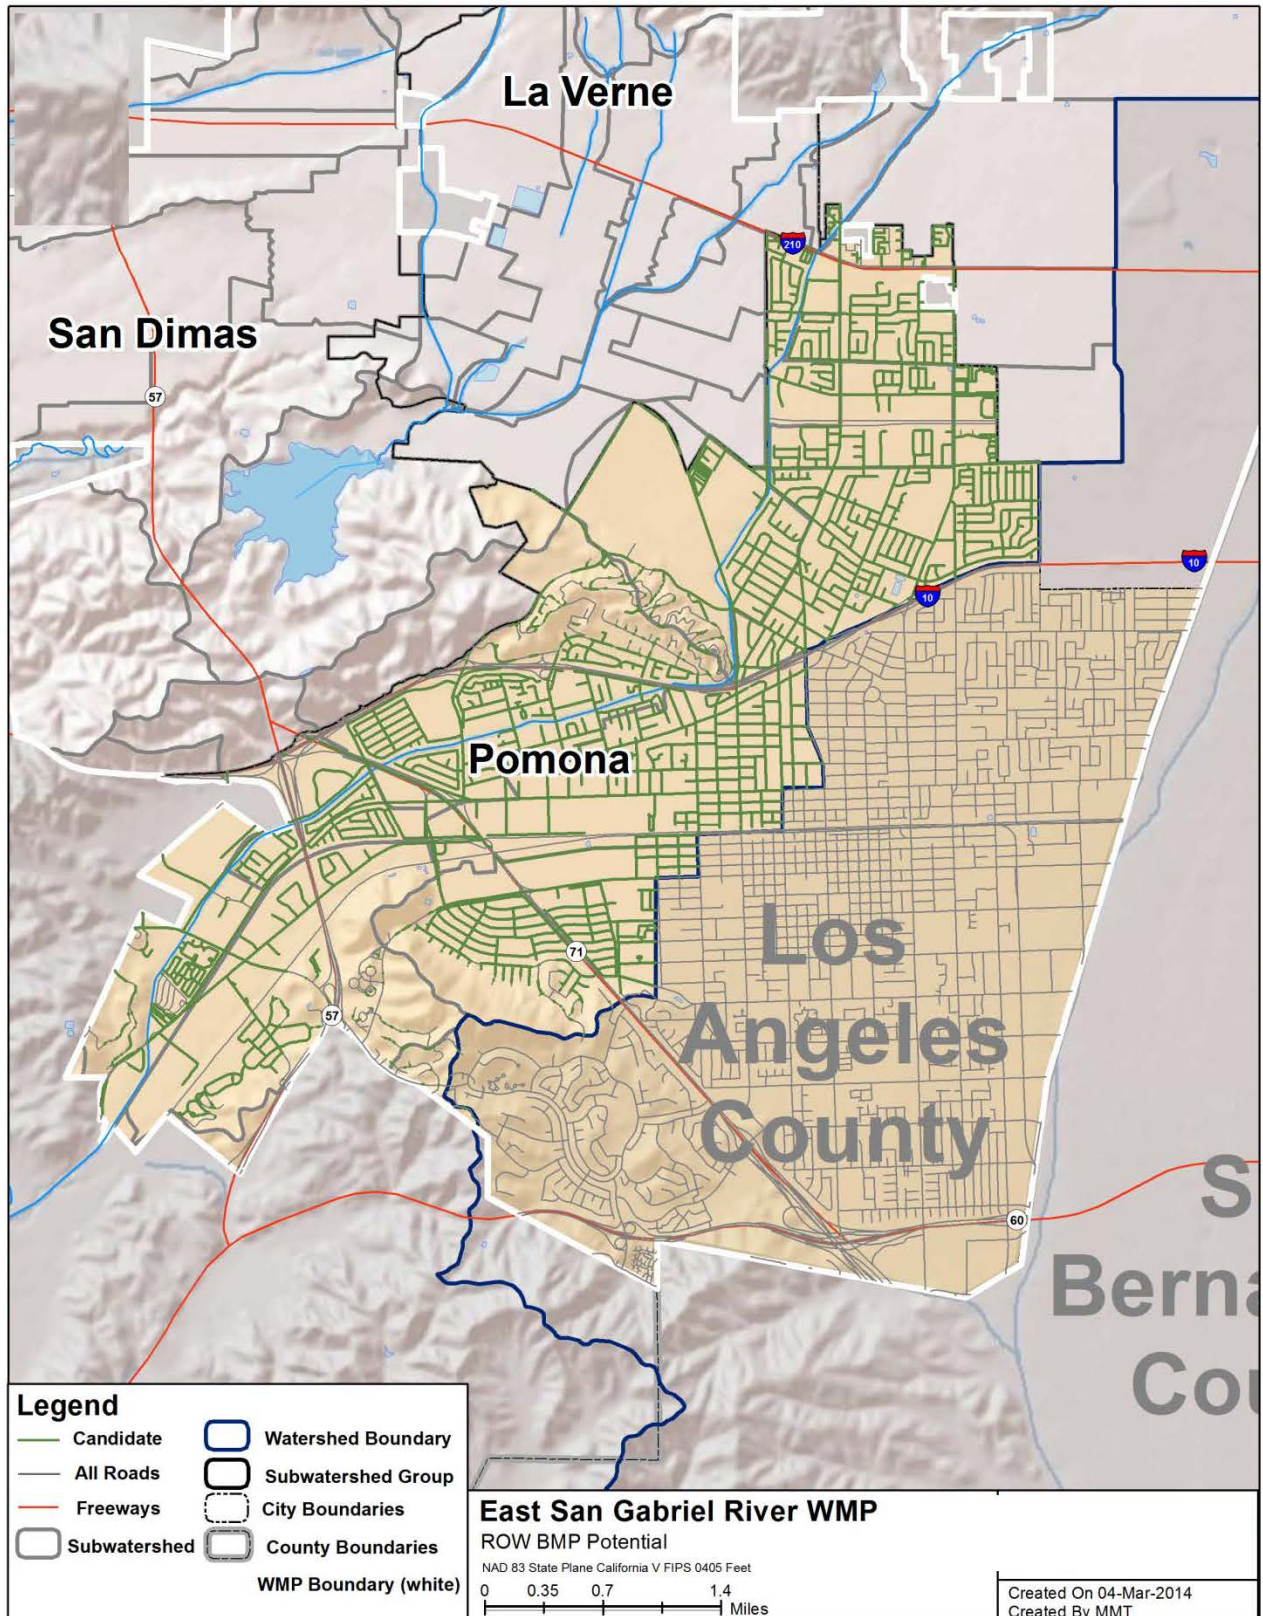 La Verne
210
San Dimas
57
10
10
Pomona
Los
Angeles
County
71
57
60
S
Berna
Cou
Legend
Candidate
All Roads
Freeways
Subwatershed
Watershed Boundary
Subwatershed Group
City Boundaries
County Boundaries
WMP Boundary (white)
East San Gabriel River WMP
ROW BMP Potential
NAD 83 State Plane California V FIPS 0405 Feet
0 0.35 0.7 1.4
Miles
Created On 04-Mar-2014
Created By MMT